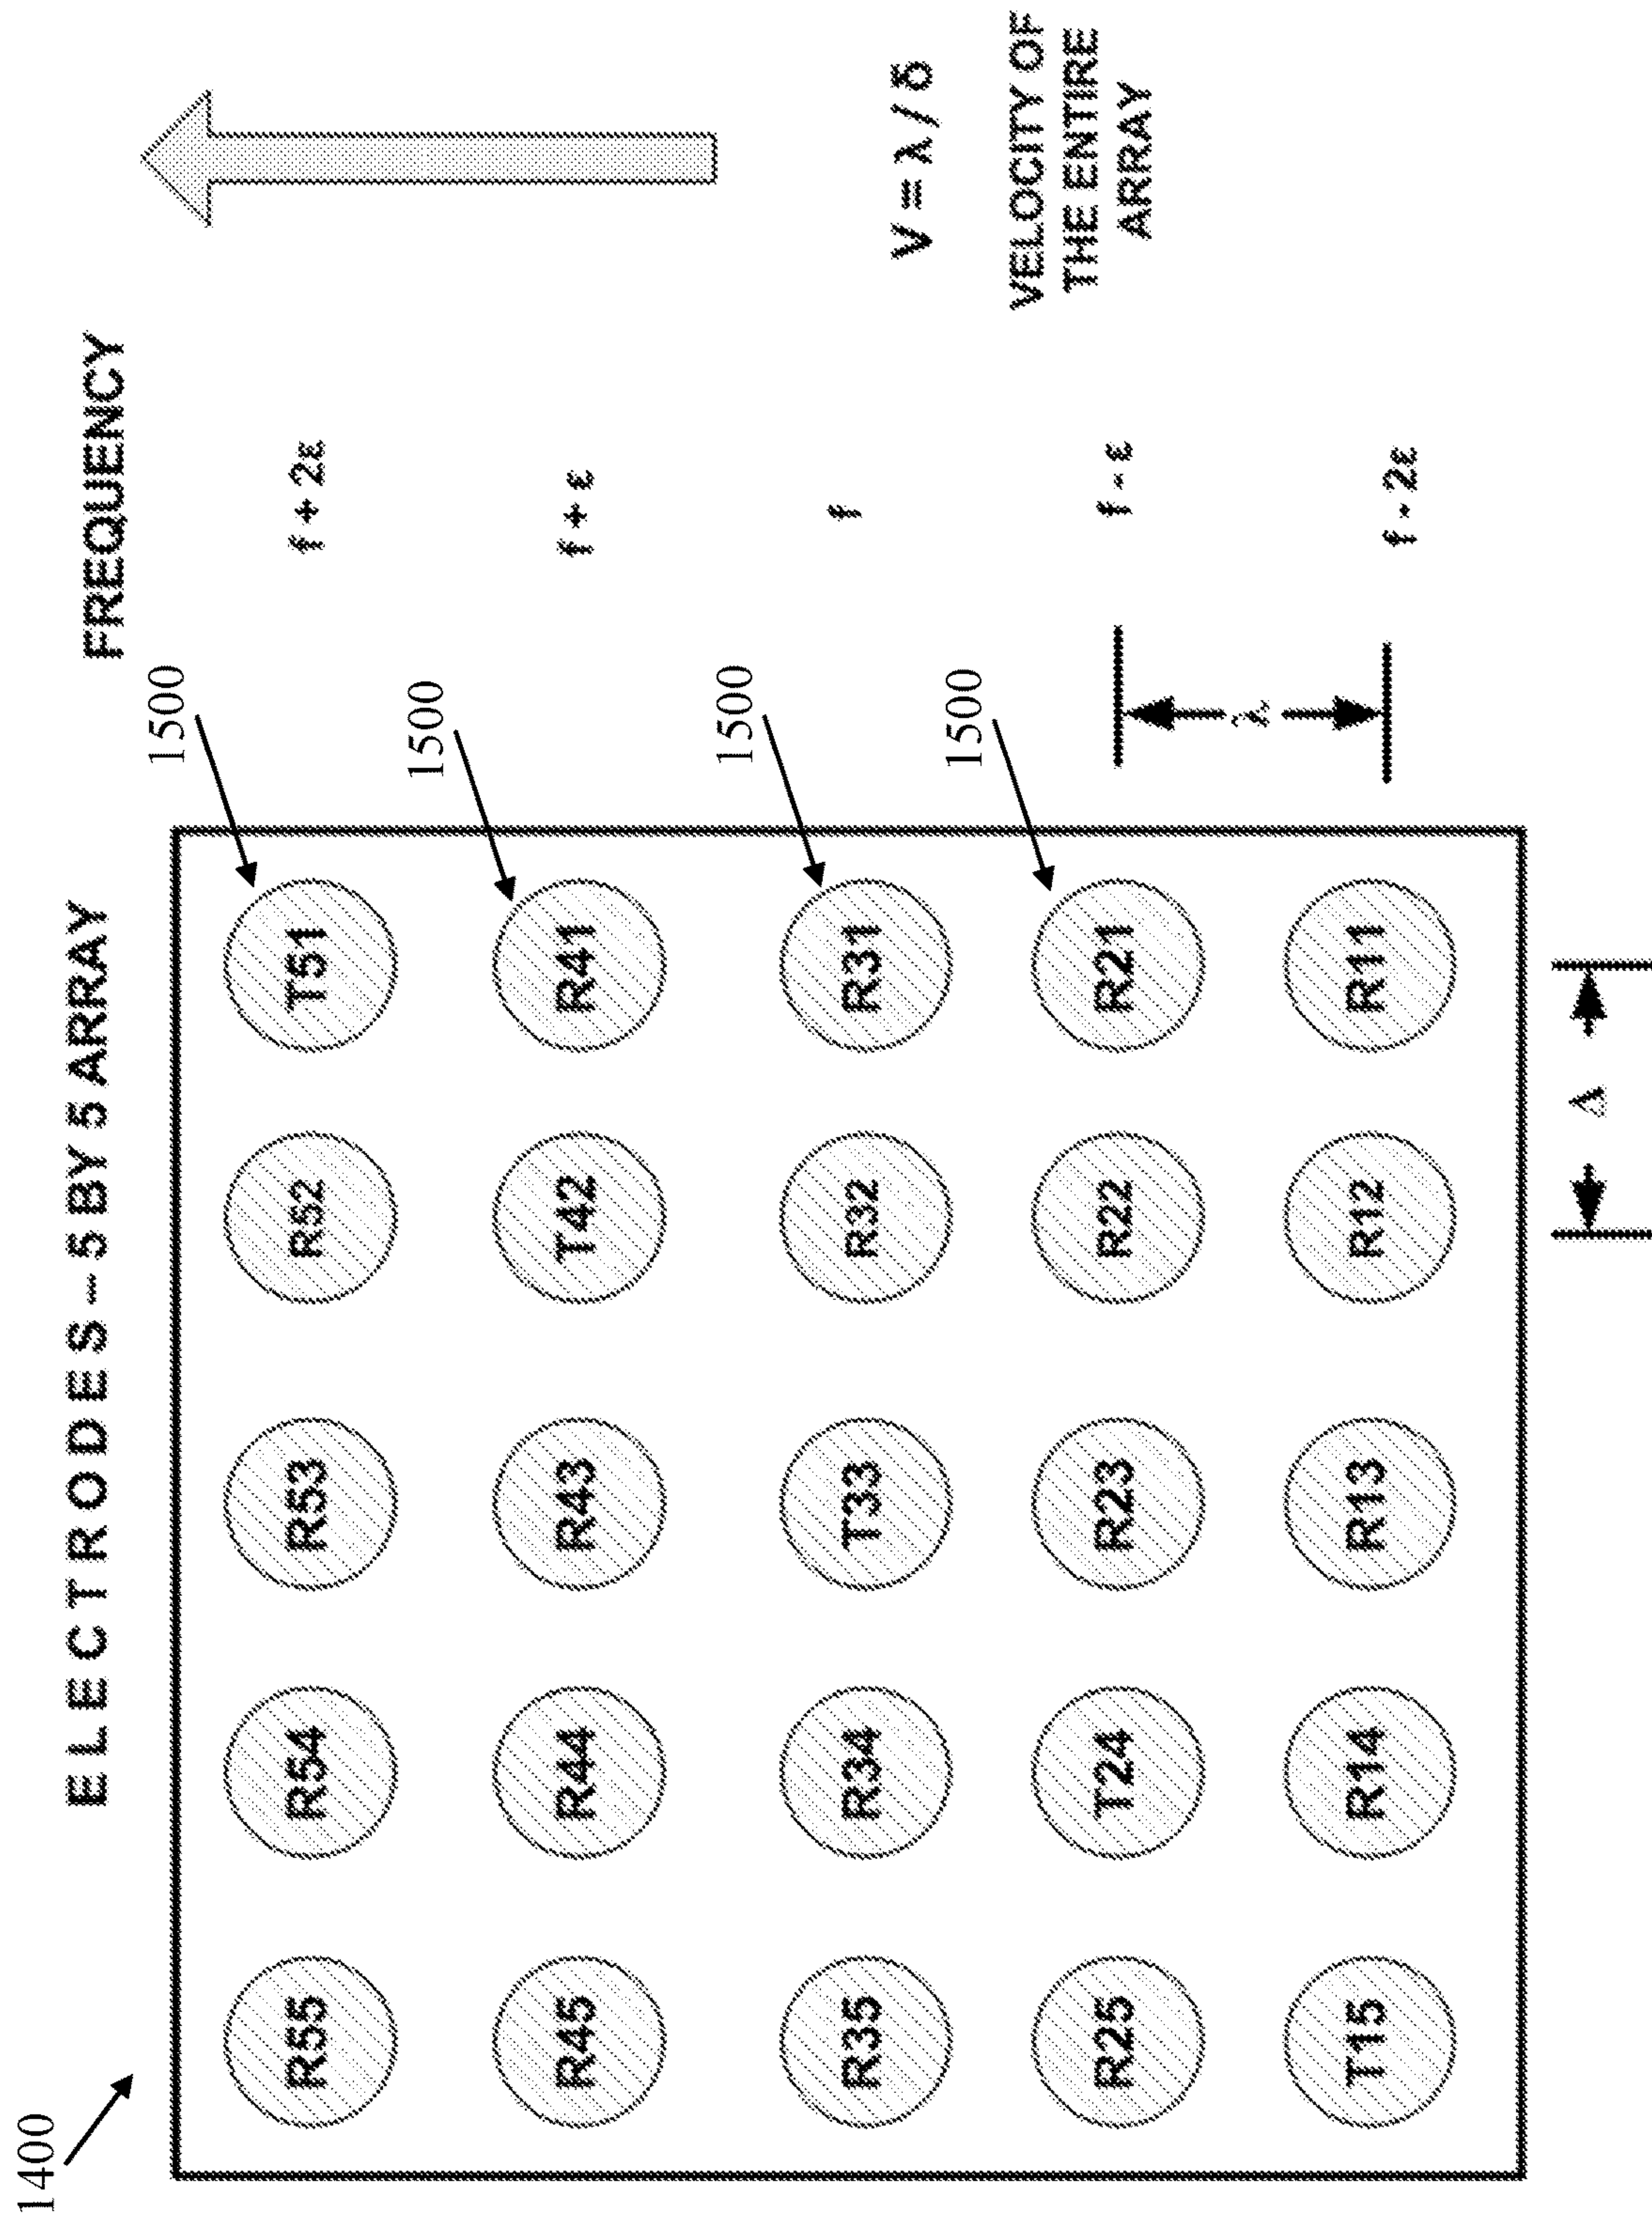 1400
E L E C T R O D E S – 5 BY 5 ARRAY
FREQUENCY
1500
R55 R54 R53 R52 T51 f + 2ε
1500
R45 R44 R43 T42 R41 f + ε
1500
R35 R34 T33 R32 R31 f
1500
R25 T24 R23 R22 R21 f - ε
λ
T15 R14 R13 R12 R11 f - 2ε
Δ
V = λ / δ
VELOCITY OF
THE ENTIRE
ARRAY